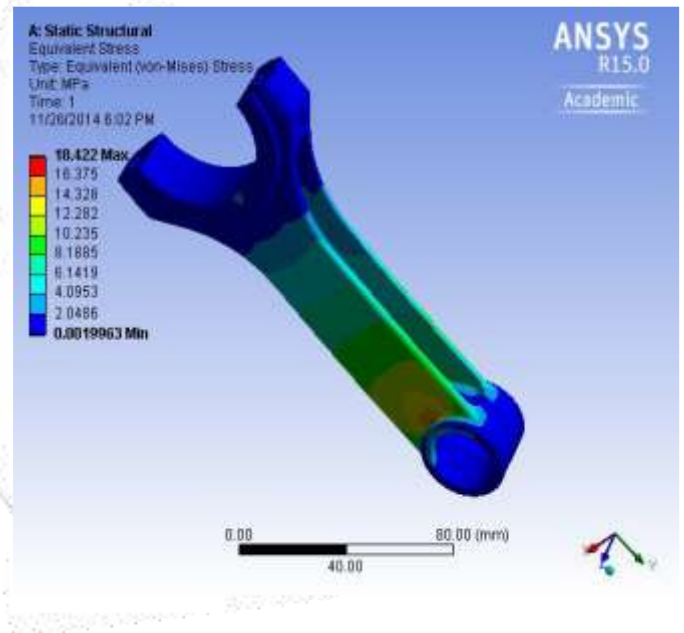 A: Static Structural
Equivalent Stress
Type: Equivalent (von-Mises) Stress
Unit: MPa
Time: 1
11/26/2014 6:02 PM
18.422 Max
16.375
14.328
12.282
10.235
8.1885
6.1419
4.0953
2.0486
0.0019963 Min
ANSYS
R15.0
Academic
0.00
80.00 (mm)
40.00
Y